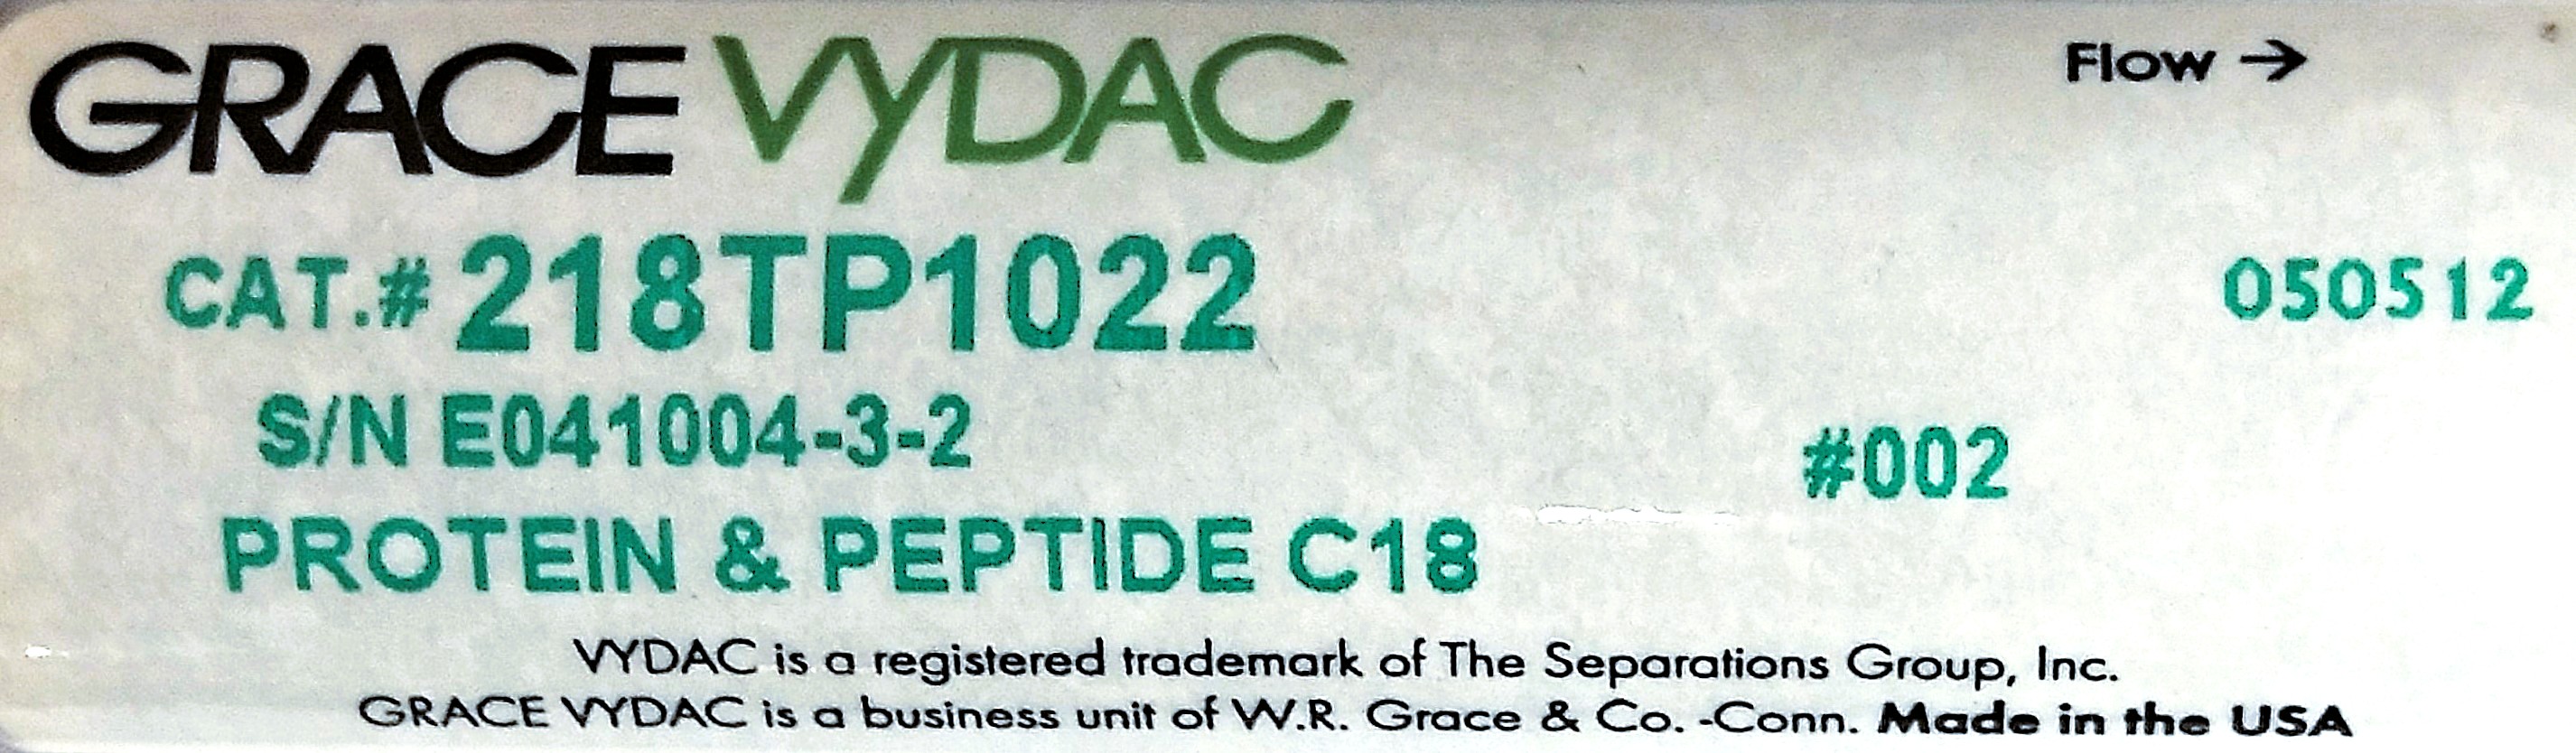 GRACE VYDAC Flow →
CAT.# 218TP1022 050512
S/N E041004-3-2 #002
PROTEIN & PEPTIDE C18
VYDAC is a registered trademark of The Separations Group, Inc.
GRACE VYDAC is a business unit of W.R. Grace & Co. -Conn. Made in the USA